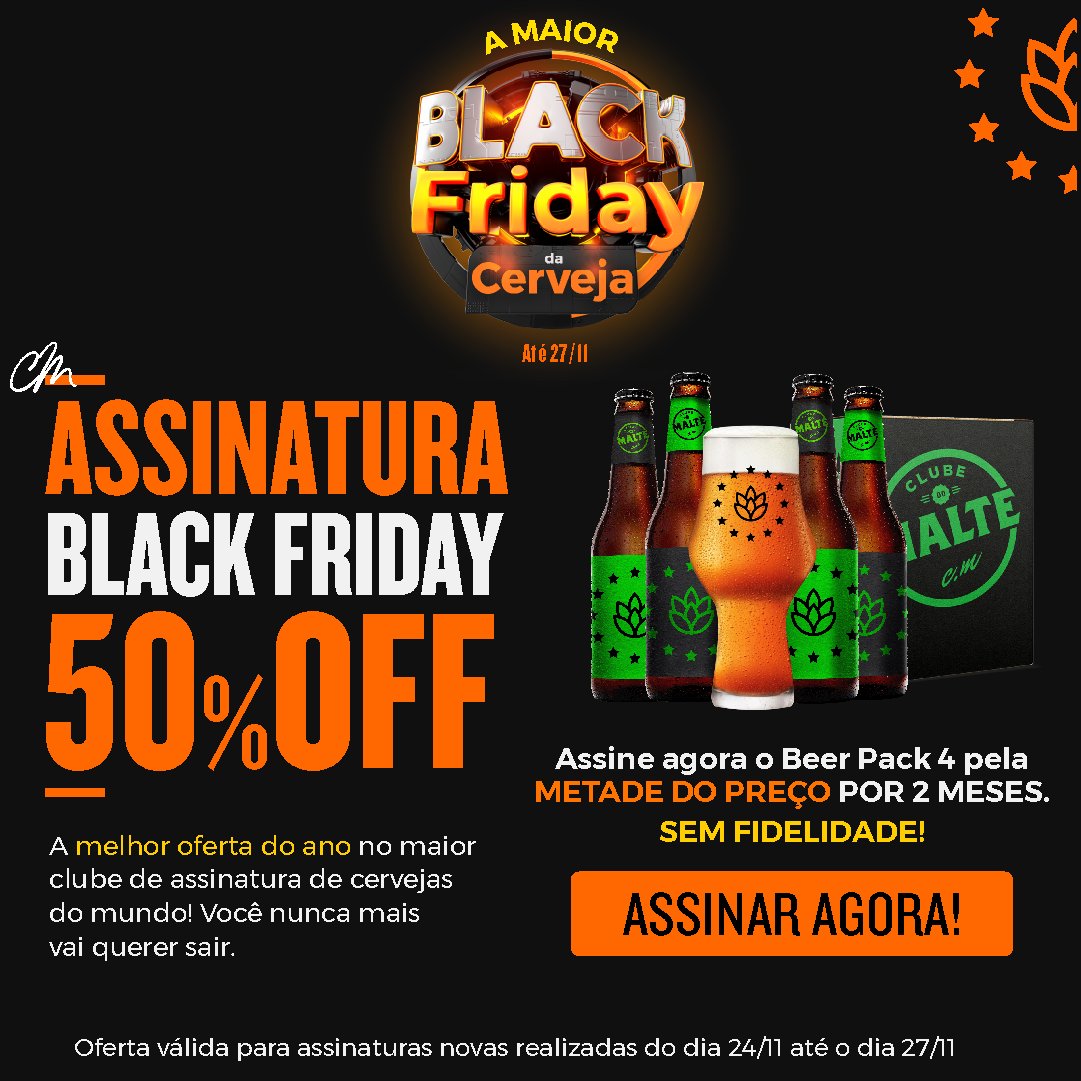 A MAIOR
BLACK
Friday
da
Cerveja
Até 27/11
CM
ASSINATURA
BLACK FRIDAY
50%OFF
MALTE
MALTE
MALTE
MALTE
CLUBE
DO
MALTE
C.M
Assine agora o Beer Pack 4 pela
METADE DO PREÇO POR 2 MESES.
SEM FIDELIDADE!
A melhor oferta do ano no maior
clube de assinatura de cervejas
do mundo! Você nunca mais
vai querer sair.
ASSINAR AGORA!
Oferta válida para assinaturas novas realizadas do dia 24/11 até o dia 27/11